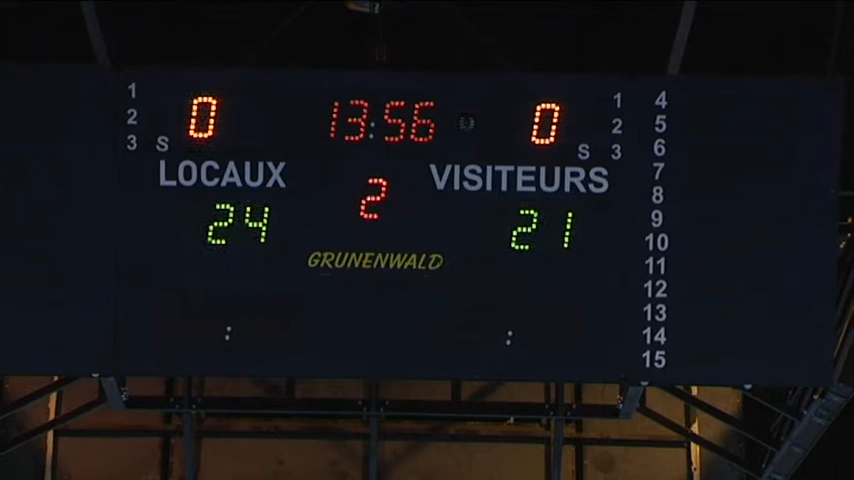 1 0 13:56 0 1 4
2 2 5
3 S S 3 6
LOCAUX VISITEURS 7
2 8
24 21 9
10
GRUNENWALD 11
12
13
: : 14
15